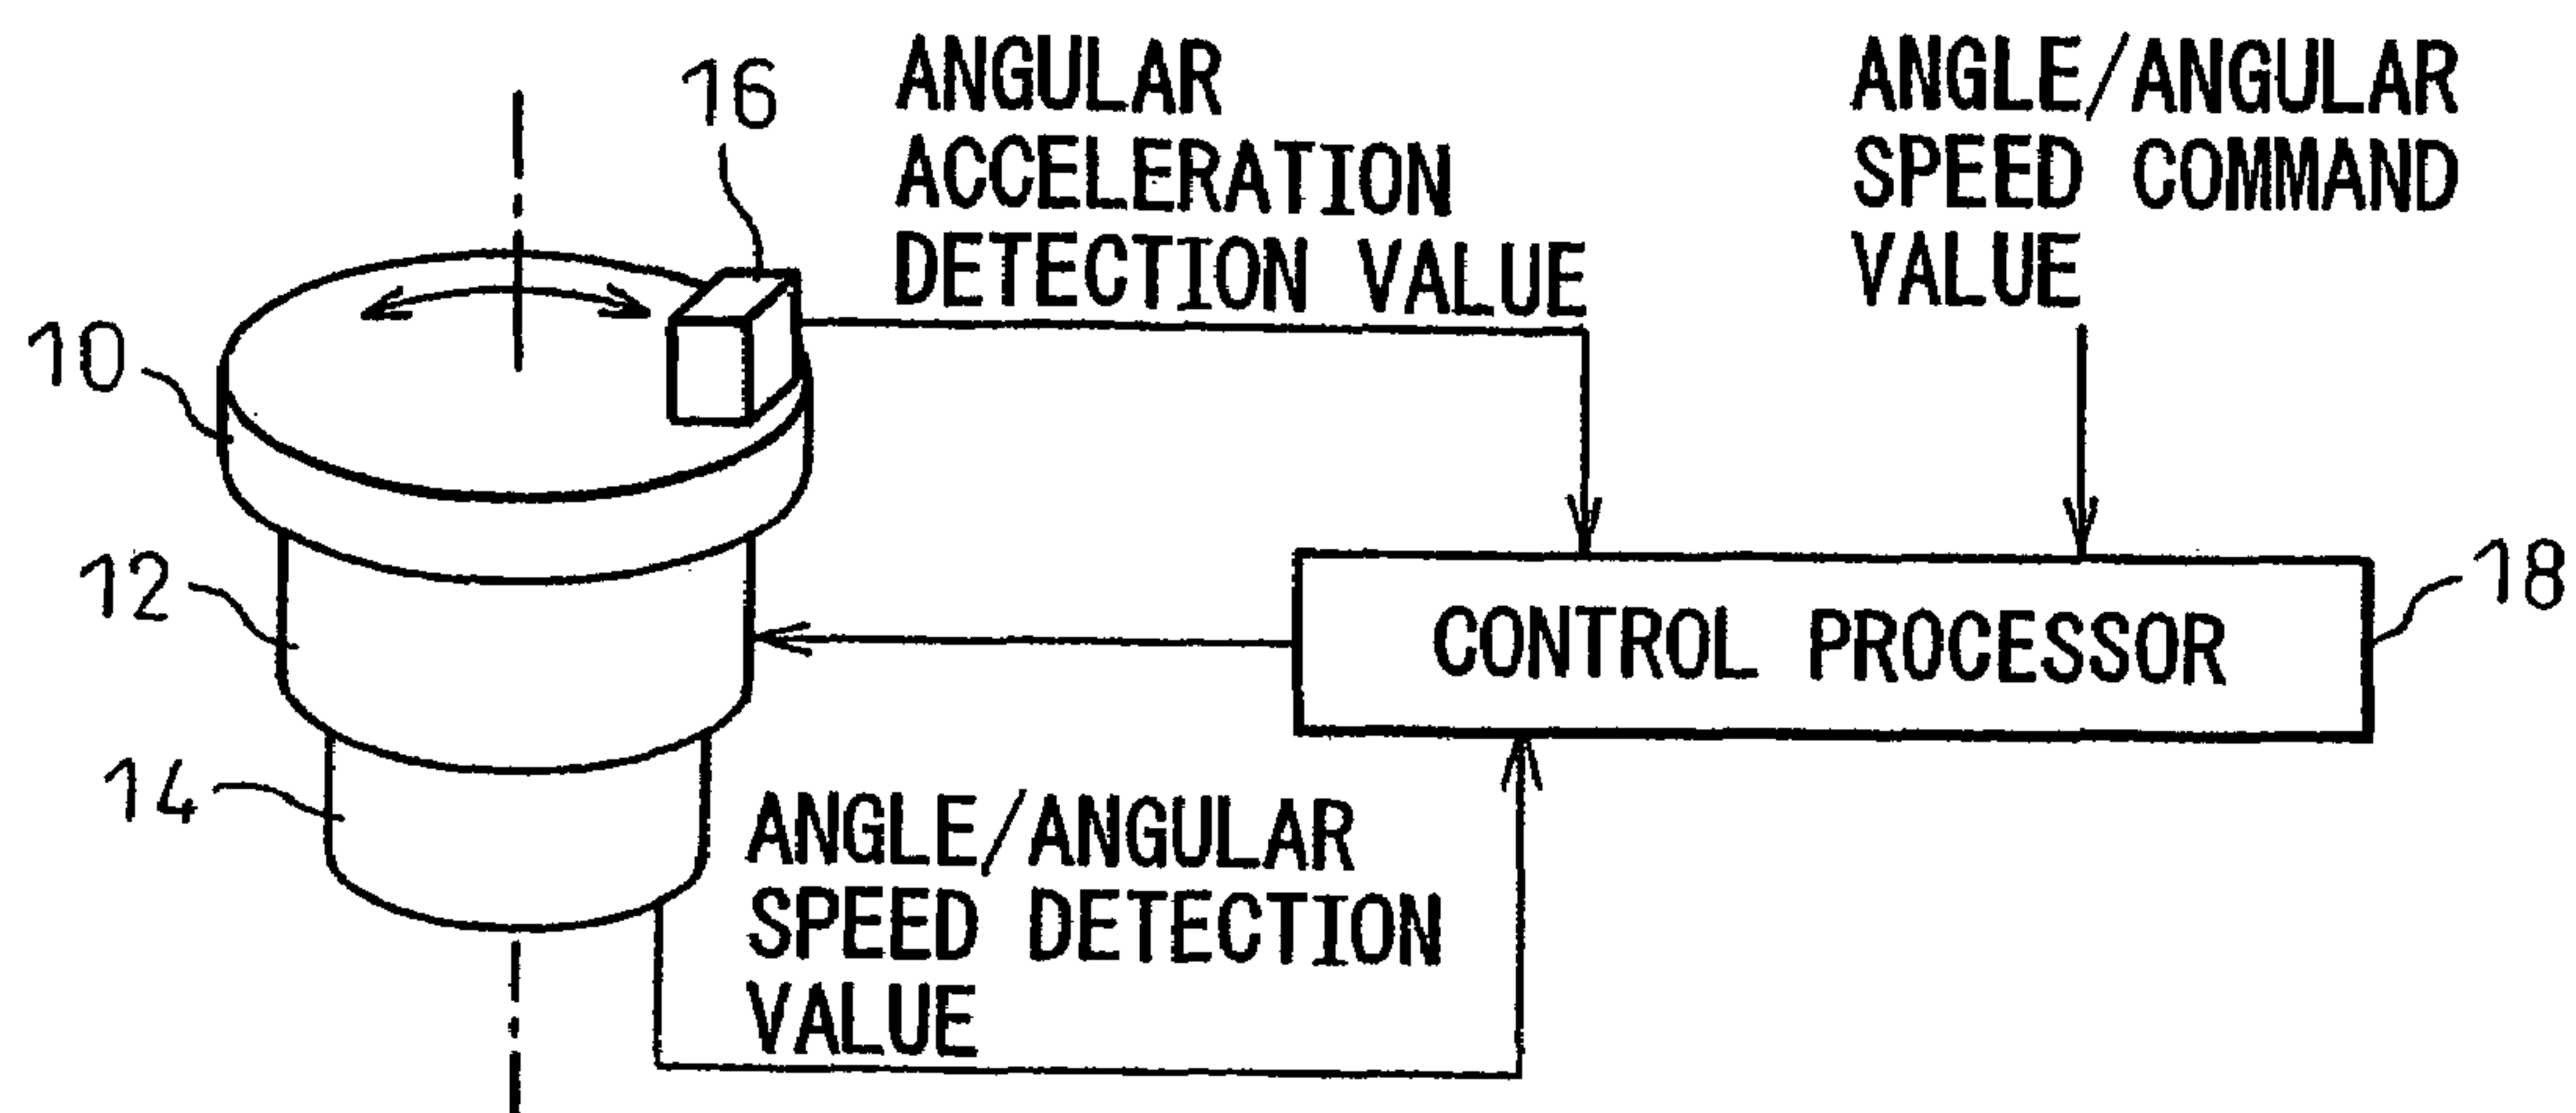 16
ANGULAR
ACCELERATION
DETECTION VALUE
ANGLE/ANGULAR
SPEED COMMAND
VALUE
10
12
CONTROL PROCESSOR
18
14
ANGLE/ANGULAR
SPEED DETECTION
VALUE